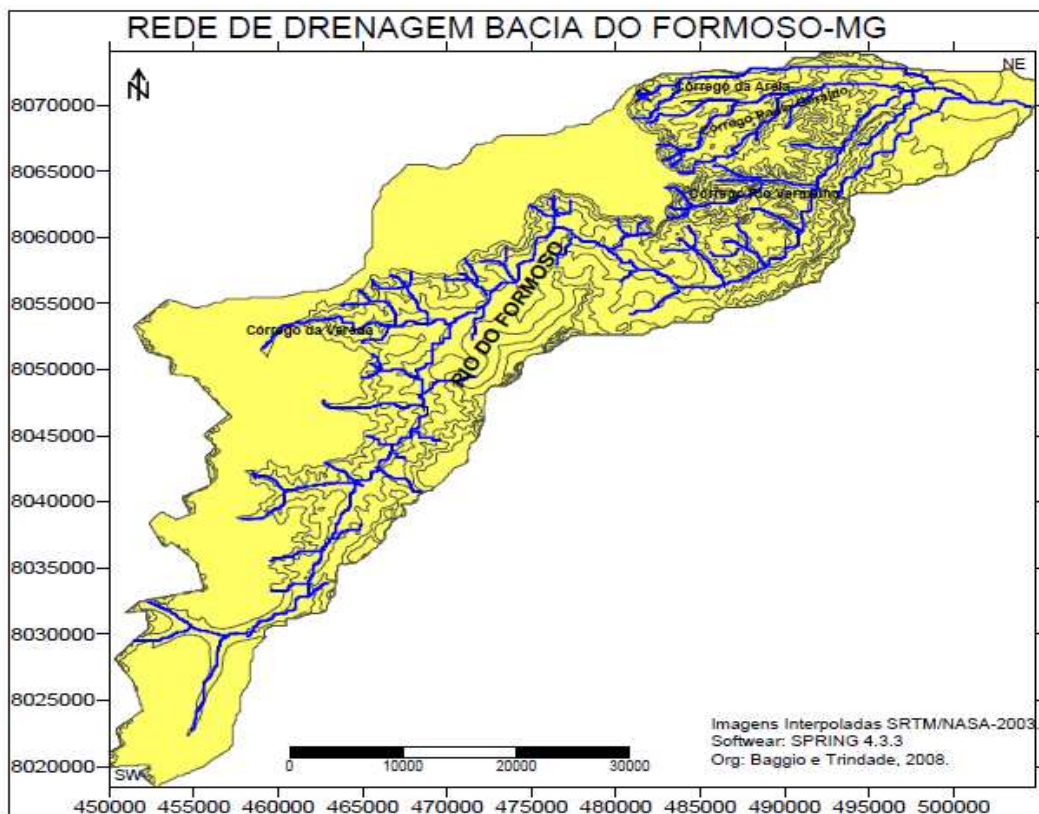 REDE DE DRENAGEM BACIA DO FORMOSO-MG
N
NE
8070000
Córrego da Areia
Córrego Baixa Geraldo
8065000
Córrego Rio Vermelho
8060000
8055000
Córrego da Vereda
RIO DO FORMOSO
8050000
8045000
8040000
8035000
8030000
8025000
8020000
SW
Imagens Interpoladas SRTM/NASA-2003.
Softwear: SPRING 4.3.3
Org: Baggio e Trindade, 2008.
0 10000 20000 30000
450000 455000 460000 465000 470000 475000 480000 485000 490000 495000 500000